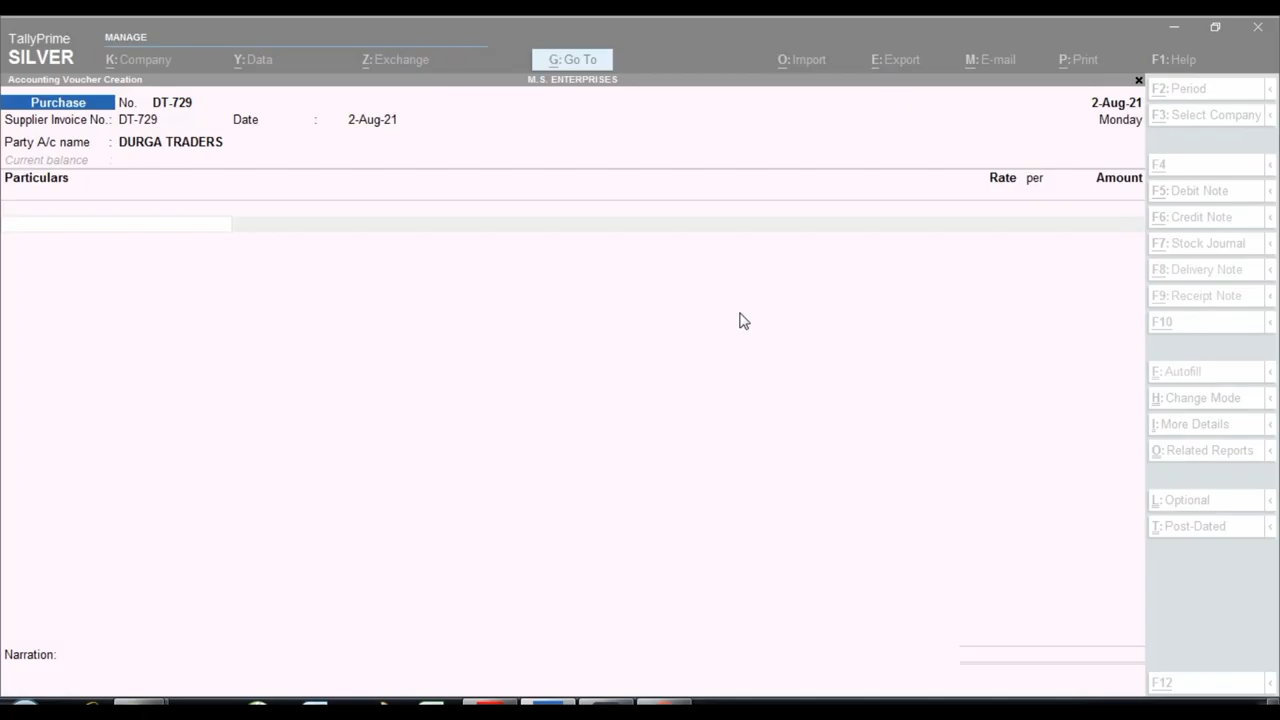 TallyPrime
SILVER
MANAGE
K: Company Y: Data Z: Exchange G: Go To O: Import E: Export M: E-mail P: Print F1: Help
Accounting Voucher Creation M.S. ENTERPRISES
Purchase No. DT-729 2-Aug-21
Supplier Invoice No.: DT-729 Date : 2-Aug-21 Monday
Party A/c name : DURGA TRADERS
Current balance :
Particulars Rate per Amount
Narration:
F2: Period
F3: Select Company
F4
F5: Debit Note
F6: Credit Note
F7: Stock Journal
F8: Delivery Note
F9: Receipt Note
F10
F: Autofill
H: Change Mode
I: More Details
O: Related Reports
L: Optional
T: Post-Dated
F12